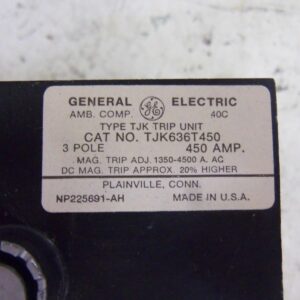 GENERAL GE ELECTRIC
AMB. COMP. 40C
TYPE TJK TRIP UNIT
CAT NO. TJK636T450
3 POLE 450 AMP.
MAG. TRIP ADJ. 1350-4500 A. AC
DC MAG. TRIP APPROX. 20% HIGHER
PLAINVILLE, CONN.
NP225691-AH MADE IN U.S.A.